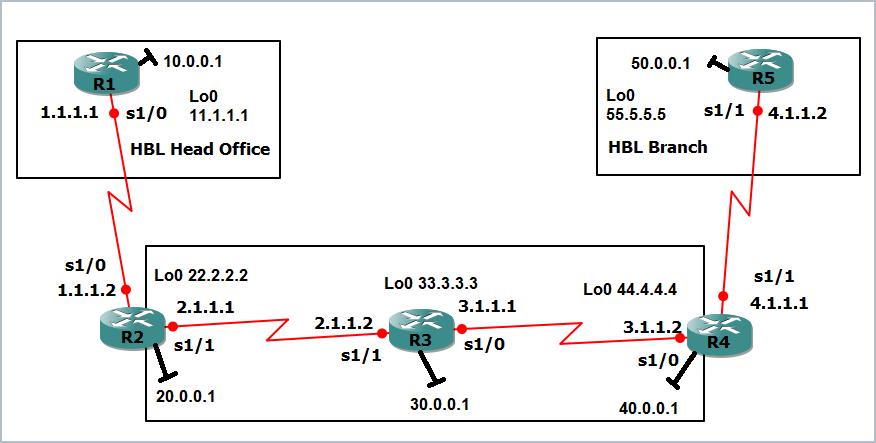 10.0.0.1
R1
Lo0
11.1.1.1
1.1.1.1
s1/0
HBL Head Office
50.0.0.1
R5
Lo0
55.5.5.5
s1/1
4.1.1.2
HBL Branch
s1/0
1.1.1.2
Lo0 22.2.2.2
2.1.1.1
R2
s1/1
20.0.0.1
Lo0 33.3.3.3
2.1.1.2
3.1.1.1
R3
s1/1
s1/0
30.0.0.1
Lo0 44.4.4.4
s1/1
4.1.1.1
3.1.1.2
R4
s1/0
40.0.0.1